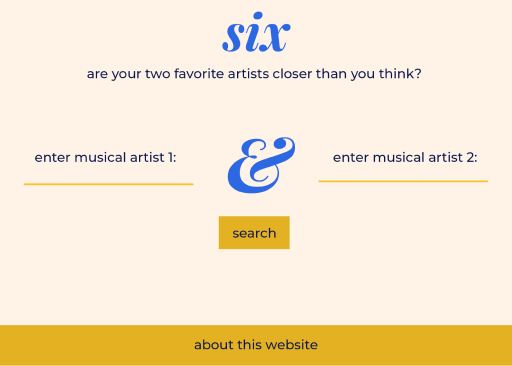 six
are your two favorite artists closer than you think?
enter musical artist 1:
&
enter musical artist 2:
search
about this website